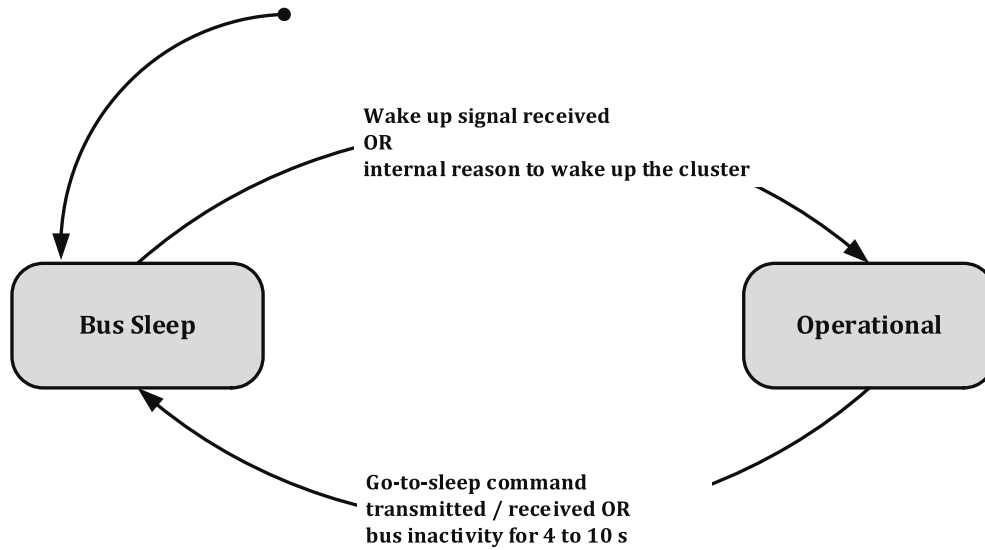 Wake up signal received
OR
internal reason to wake up the cluster
Bus Sleep
Operational
Go-to-sleep command
transmitted / received OR
bus inactivity for 4 to 10 s